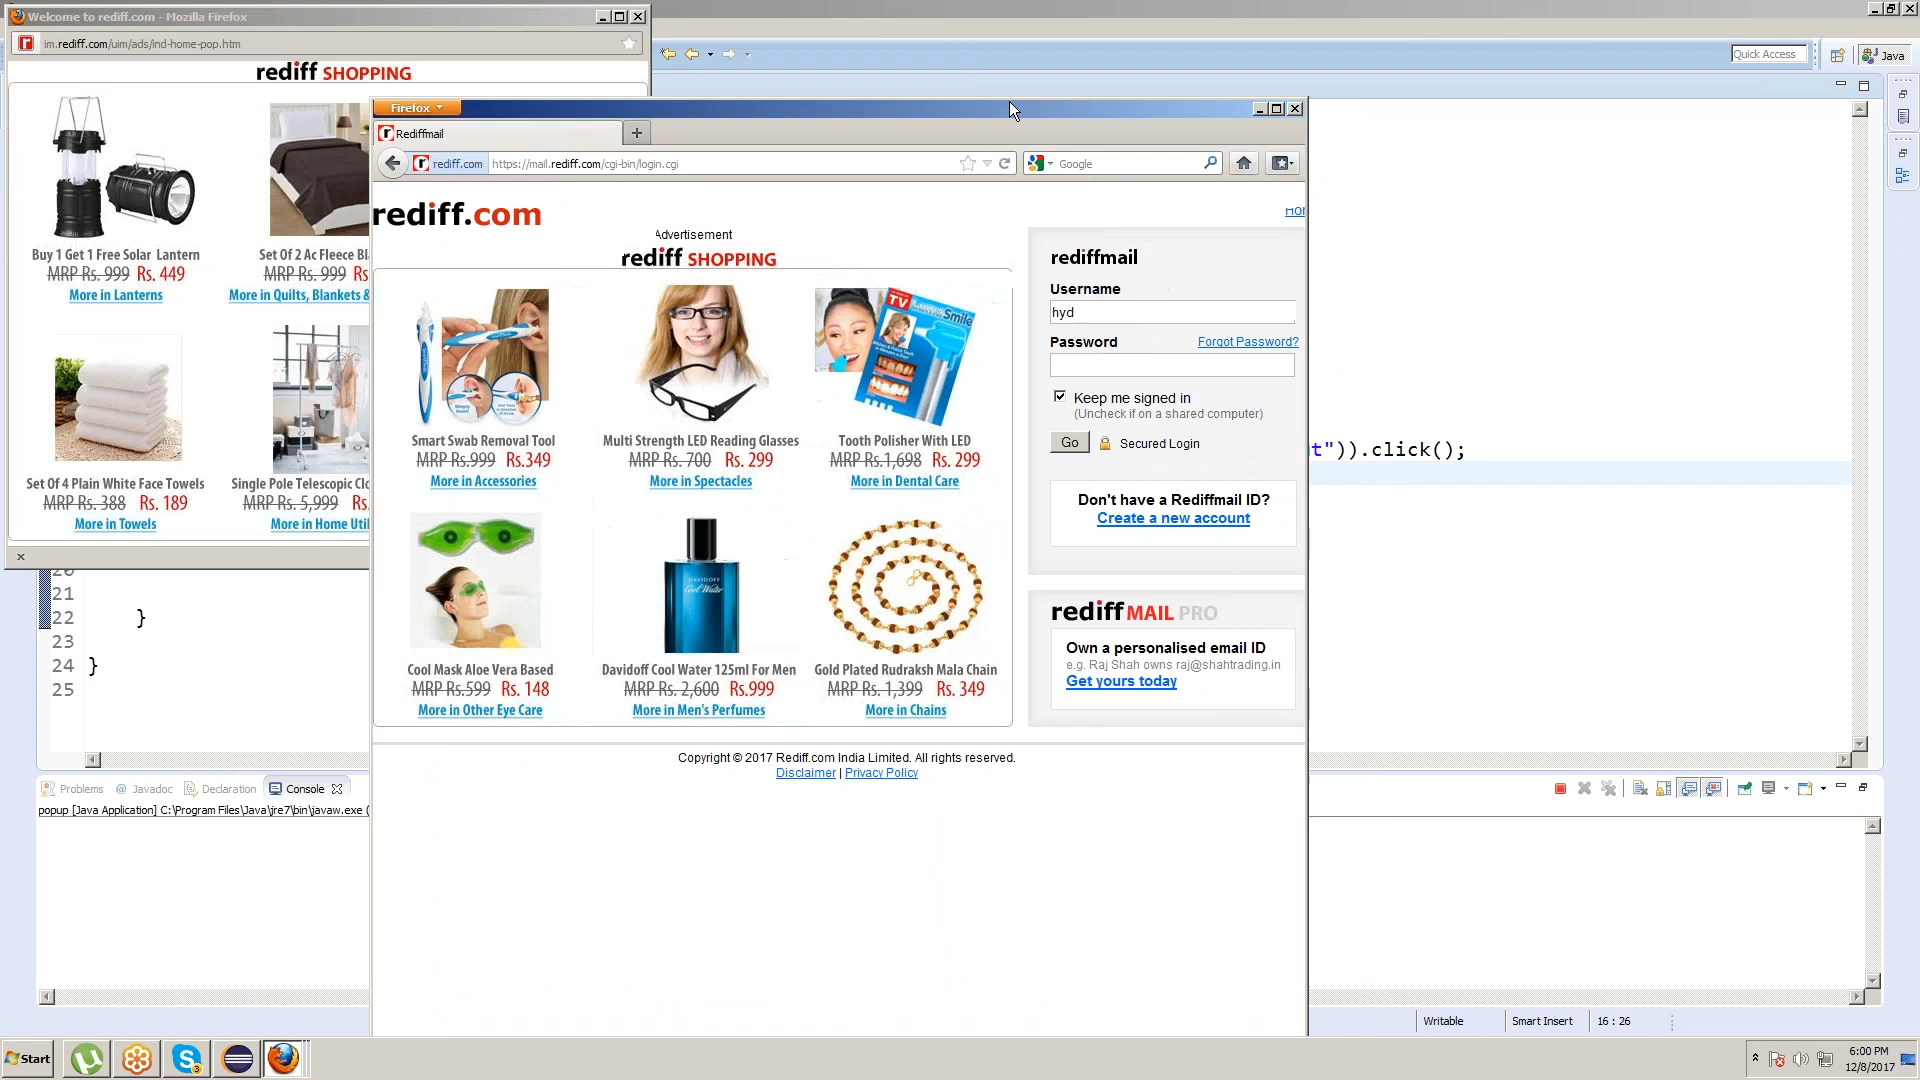 Welcome to rediff.com - Mozilla Firefox
im.rediff.com/uim/ads/ind-home-pop.htm
rediff SHOPPING
Buy 1 Get 1 Free Solar Lantern
MRP Rs. 999 Rs. 449
More in Lanterns
Set Of 2 Ac Fleece
MRP Rs. 999
More in Quilts, Blankets &
Set Of 4 Plain White Face Towels
MRP Rs. 388 Rs. 189
More in Towels
Single Pole Telescopic
MRP Rs. 5,999
More in Home
Quick Access
Java
Firefox
Rediffmail
rediff.com https://mail.rediff.com/cgi-bin/login.cgi
Google
rediff.com
Advertisement
rediff SHOPPING
TV
Smile
Simply Insert
Smart Swab Removal Tool
MRP Rs.999 Rs.349
More in Accessories
Multi Strength LED Reading Glasses
MRP Rs. 700 Rs. 299
More in Spectacles
Tooth Polisher With LED
MRP Rs.1,698 Rs. 299
More in Dental Care
DAVIDOFF
Cool Water
Cool Mask Aloe Vera Based
MRP Rs.599 Rs. 148
More in Other Eye Care
Davidoff Cool Water 125ml For Men
MRP Rs. 2,600 Rs.999
More in Men's Perfumes
Gold Plated Rudraksh Mala Chain
MRP Rs. 1,399 Rs. 349
More in Chains
rediffmail
Username
hyd
Password Forgot Password?
Keep me signed in
(Uncheck if on a shared computer)
Go Secured Login
Don't have a Rediffmail ID?
Create a new account
rediff MAIL PRO
Own a personalised email ID
e.g. Raj Shah owns raj@shahtrading.in
Get yours today
Copyright © 2017 Rediff.com India Limited. All rights reserved.
Disclaimer | Privacy Policy
t")).click();
20
21
22 }
23
24 }
25
Problems @ Javadoc Declaration Console
popup [Java Application] C:\Program Files\Java\jre7\bin\javaw.exe (
Writable Smart Insert 16 : 26
Start
6:00 PM
12/8/2017